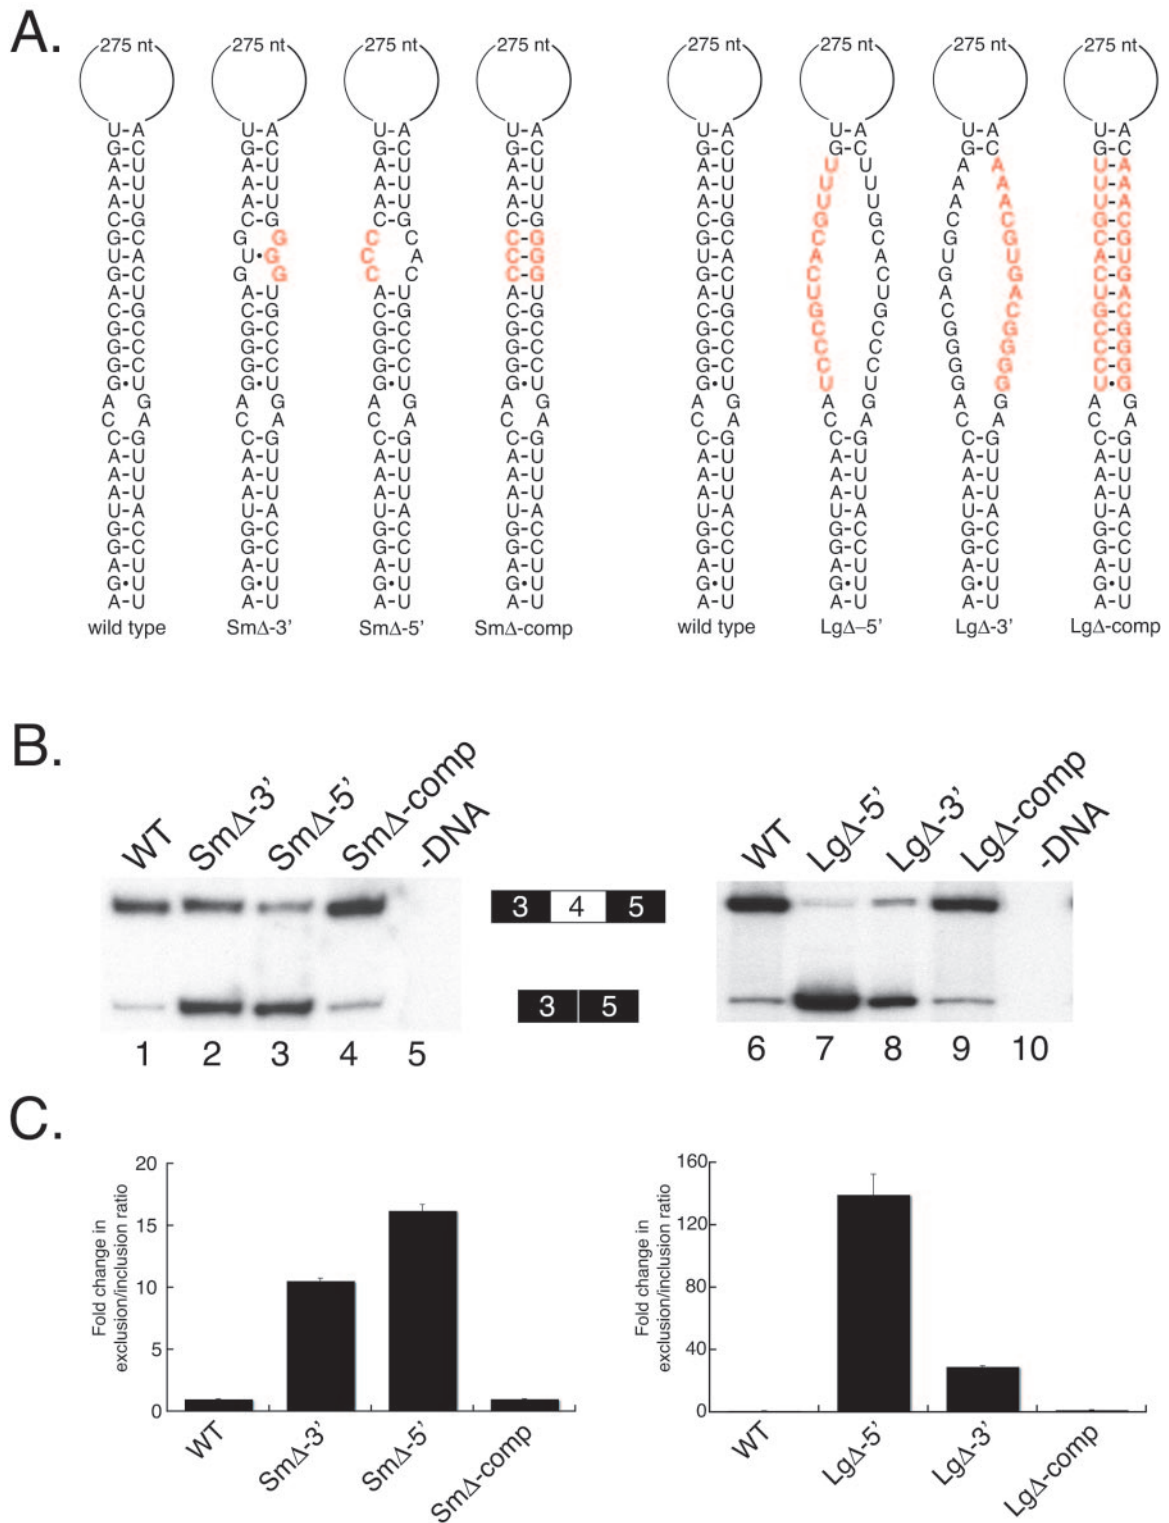 A.
275 nt 275 nt 275 nt 275 nt 275 nt 275 nt 275 nt 275 nt
U-A U-A U-A U-A U-A U-A U-A U-A
G-C G-C G-C G-C G-C G-C G-C G-C
A-U A-U A-U A-U A-U U U A A U-A
A-U A-U A-U A-U A-U U U A A U-A
A-U A-U A-U A-U A-U U U A A U-A
C-G C-G C-G C-G C-G G G C C G-C
G-C G G C C C-G G-C C C G G C-G
U-A U•G C A C-G U-A A A U U A-U
G-C G G C C C-G G-C C C G G C-G
A-U A-U A-U A-U A-U U U A A U-A
C-G C-G C-G C-G C-G G G C C G-C
G-C G-C G-C G-C G-C C C G G C-G
G-C G-C G-C G-C G-C C C G G C-G
G-C G-C G-C G-C G-C C C G G C-G
G•U G•U G•U G•U G•U U U G G U•G
A G A G A G A G A G A G A G A G
C A C A C A C A C A C A C A C A
C-G C-G C-G C-G C-G C-G C-G C-G
A-U A-U A-U A-U A-U A-U A-U A-U
A-U A-U A-U A-U A-U A-U A-U A-U
A-U A-U A-U A-U A-U A-U A-U A-U
U-A U-A U-A U-A U-A U-A U-A U-A
G-C G-C G-C G-C G-C G-C G-C G-C
G-C G-C G-C G-C G-C G-C G-C G-C
A-U A-U A-U A-U A-U A-U A-U A-U
G•U G•U G•U G•U G•U G•U G•U G•U
A-U A-U A-U A-U A-U A-U A-U A-U
wild type SmΔ-3' SmΔ-5' SmΔ-comp wild type LgΔ–5' LgΔ-3' LgΔ-comp
B.
WT SmΔ-3' SmΔ-5' SmΔ-comp -DNA
WT LgΔ-5' LgΔ-3' LgΔ-comp -DNA
3 4 5
3 5
1 2 3 4 5
6 7 8 9 10
C.
Fold change in
exclusion/inclusion ratio
20
15
10
5
0
WT SmΔ-3' SmΔ-5' SmΔ-comp
Fold change in
exclusion/inclusion ratio
160
120
80
40
0
WT LgΔ-5' LgΔ-3' LgΔ-comp